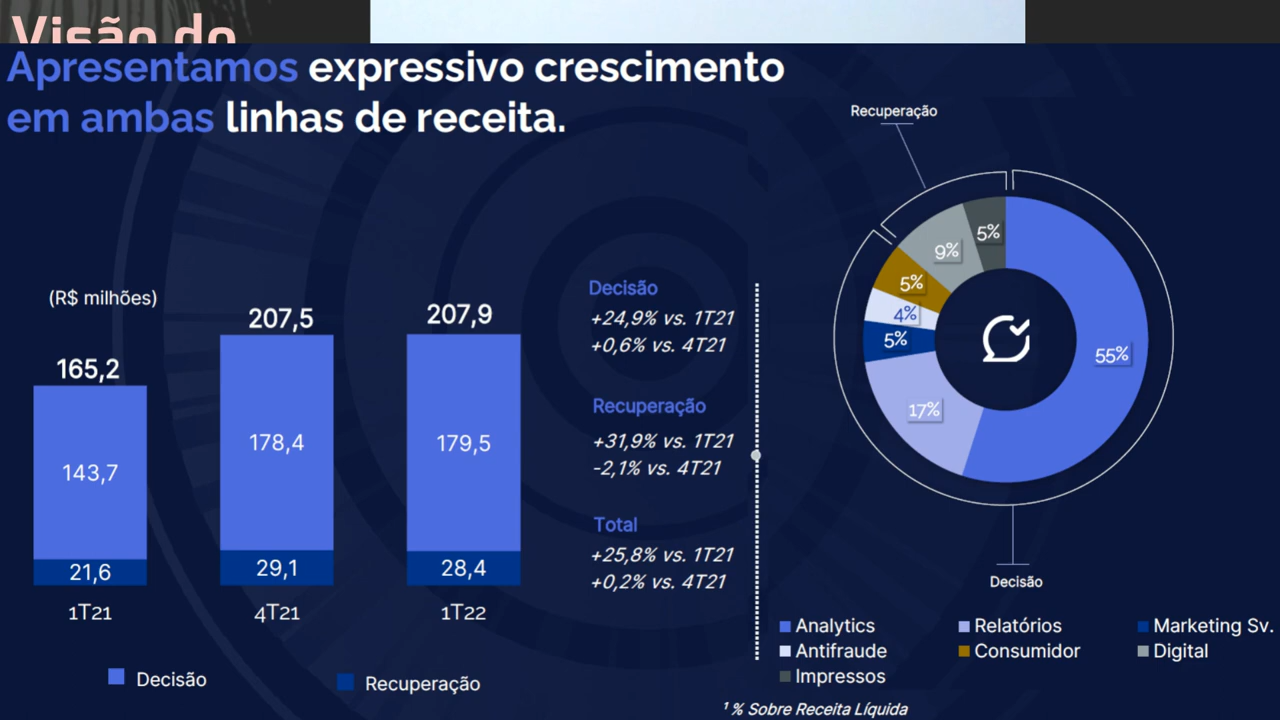 Visão do
Apresentamos expressivo crescimento
em ambas linhas de receita.
(R$ milhões)
165,2
143,7
21,6
1T21
207,5
178,4
29,1
4T21
207,9
179,5
28,4
1T22
Decisão
Recuperação
Decisão
+24,9% vs. 1T21
+0,6% vs. 4T21
Recuperação
+31,9% vs. 1T21
-2,1% vs. 4T21
Total
+25,8% vs. 1T21
+0,2% vs. 4T21
Recuperação
5%
9%
5%
4%
5%
17%
55%
Decisão
Analytics
Relatórios
Marketing Sv.
Antifraude
Consumidor
Digital
Impressos
¹ % Sobre Receita Líquida